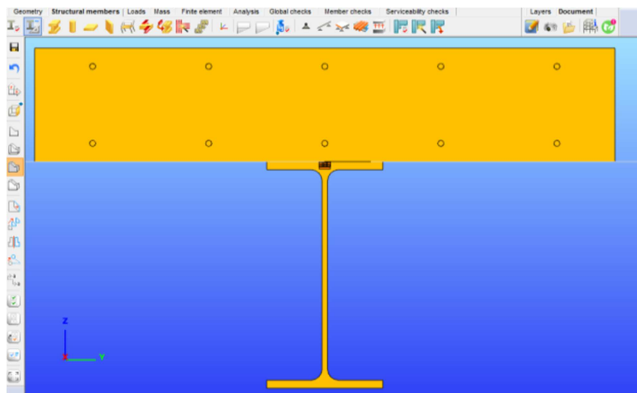 Geometry Structural members Loads Mass Finite element Analysis Global checks Member checks Serviceability checks Layers Document
Z
Y